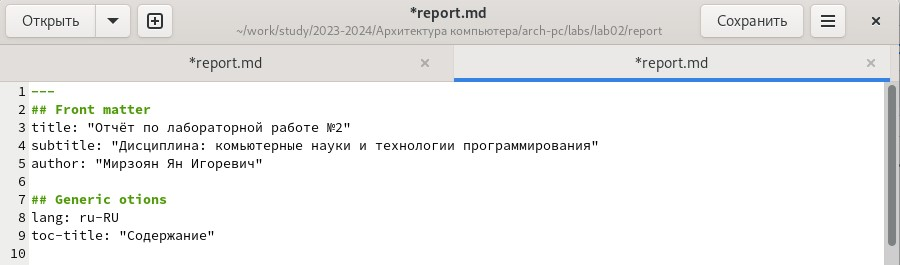 Открыть
*report.md
~/work/study/2023-2024/Архитектура компьютера/arch-pc/labs/lab02/report
Сохранить
*report.md
*report.md
1 ---
2 ## Front matter
3 title: "Отчёт по лабораторной работе №2"
4 subtitle: "Дисциплина: комьютерные науки и технологии программирования"
5 author: "Мирзоян Ян Игоревич"
6
7 ## Generic otions
8 lang: ru-RU
9 toc-title: "Содержание"
10